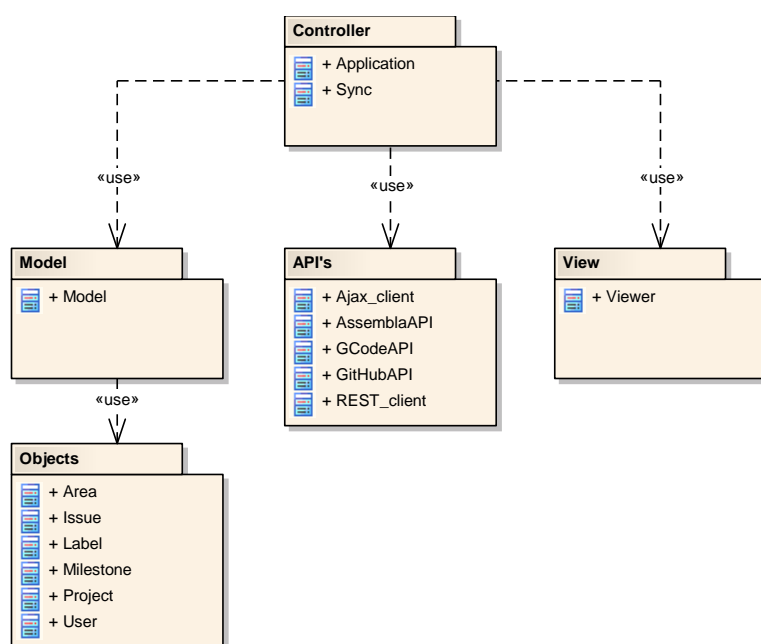 Controller
+ Application
+ Sync
«use»
«use»
«use»
Model
+ Model
API's
+ Ajax_client
+ AssemblaAPI
+ GCodeAPI
+ GitHubAPI
+ REST_client
View
+ Viewer
«use»
Objects
+ Area
+ Issue
+ Label
+ Milestone
+ Project
+ User